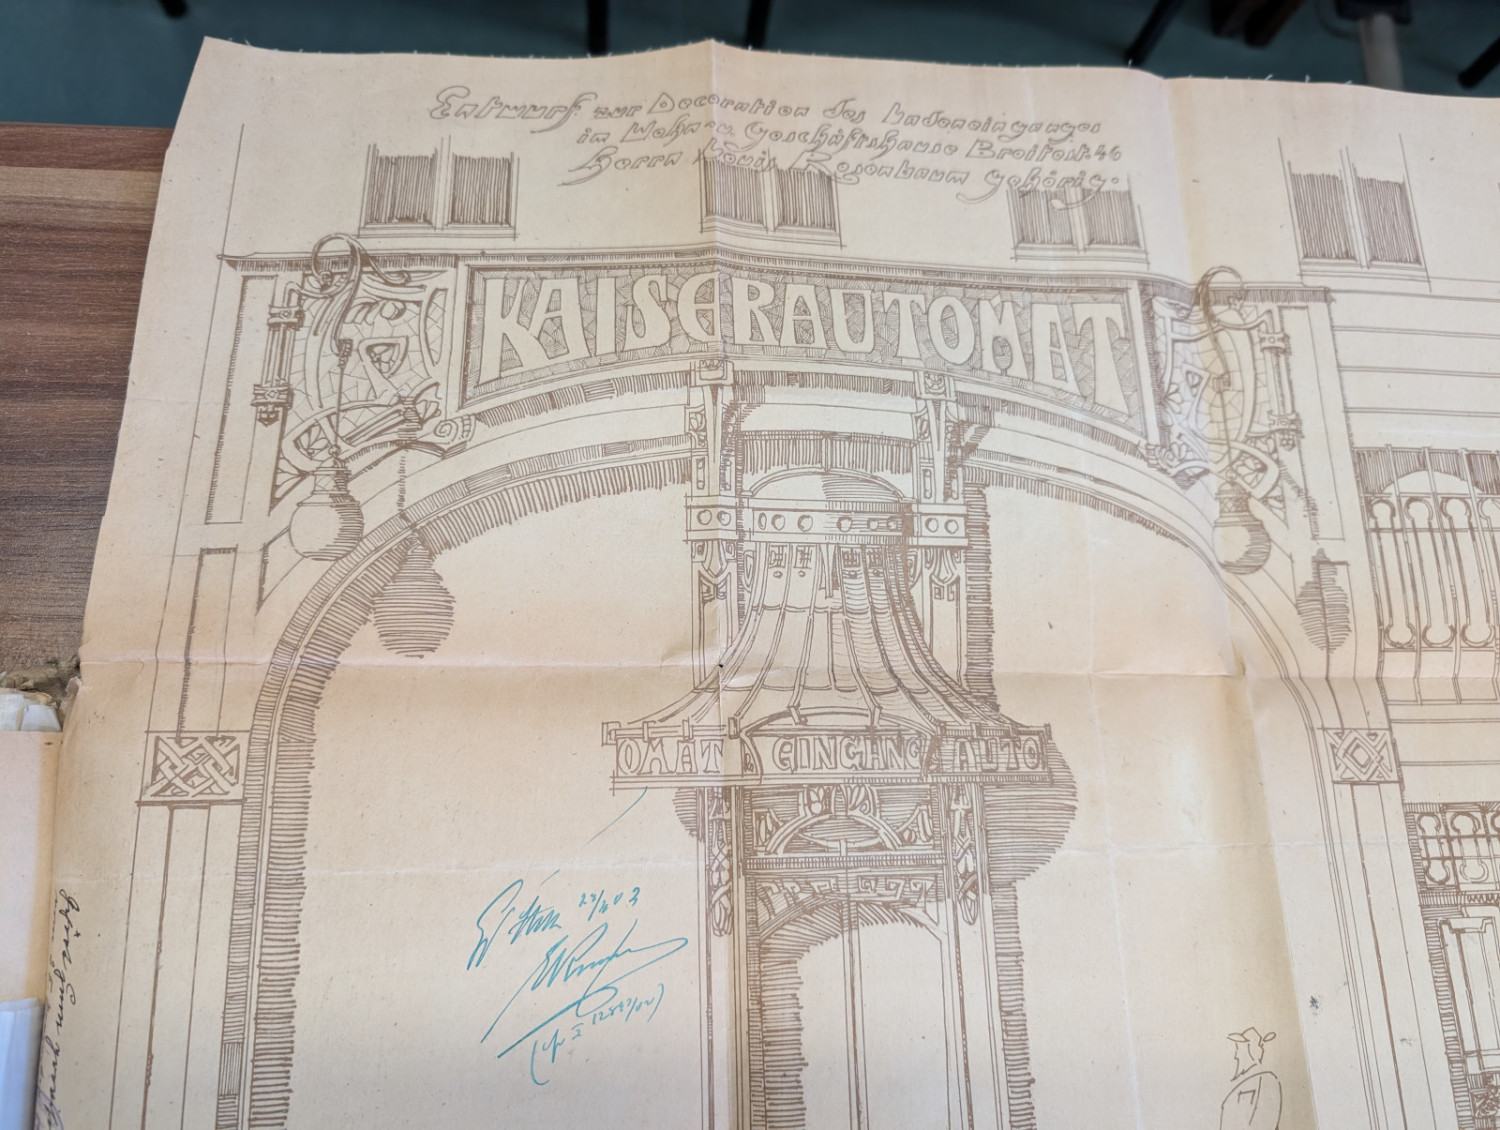 Entwurf zur Decoration des Ladeneinganges
im Wohn- u. Geschäftshause Breitestr. 46
Herrn Louis Rosenbaum gehörig.
KAISERAUTOMAT
OMAT EINGANG AUTO